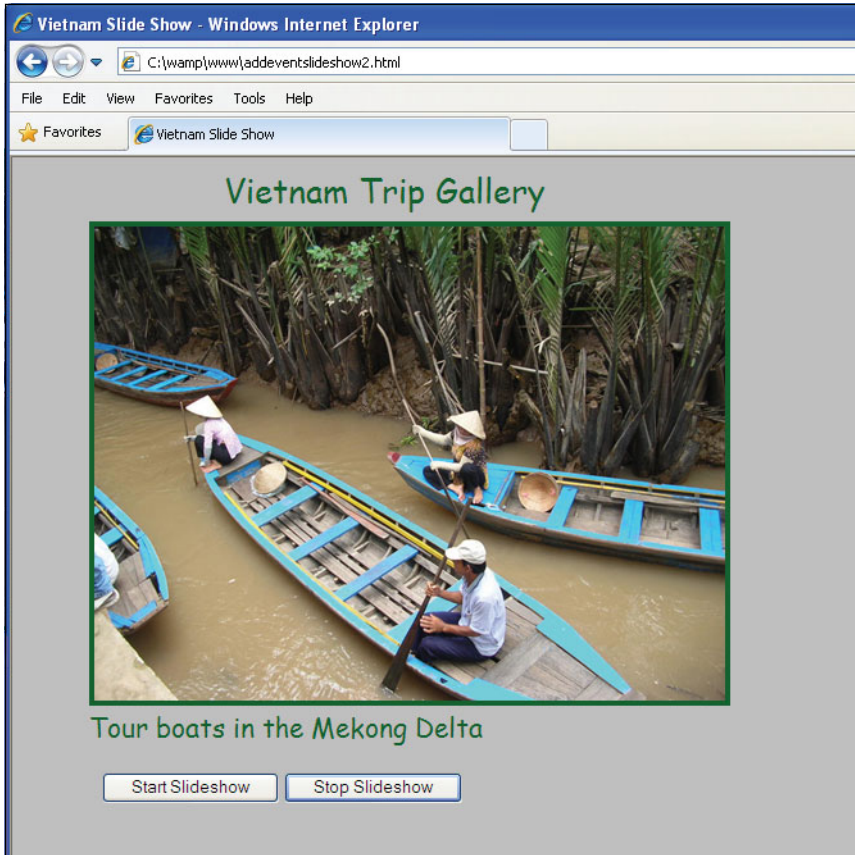 Vietnam Slide Show - Windows Internet Explorer
C:\wamp\www\addeventslideshow2.html
File Edit View Favorites Tools Help
Favorites Vietnam Slide Show
Vietnam Trip Gallery
Tour boats in the Mekong Delta
Start Slideshow Stop Slideshow